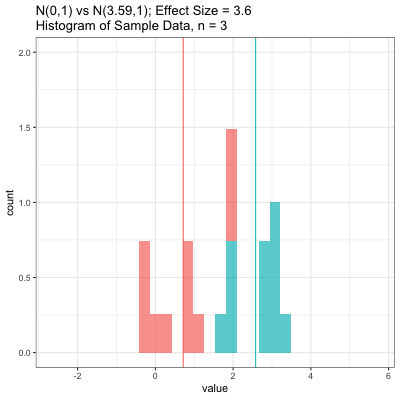 N(0,1) vs N(3.59,1); Effect Size = 3.6
Histogram of Sample Data, n = 3
2.0
1.5
1.0
0.5
0.0
count
-2
0
2
4
6
value